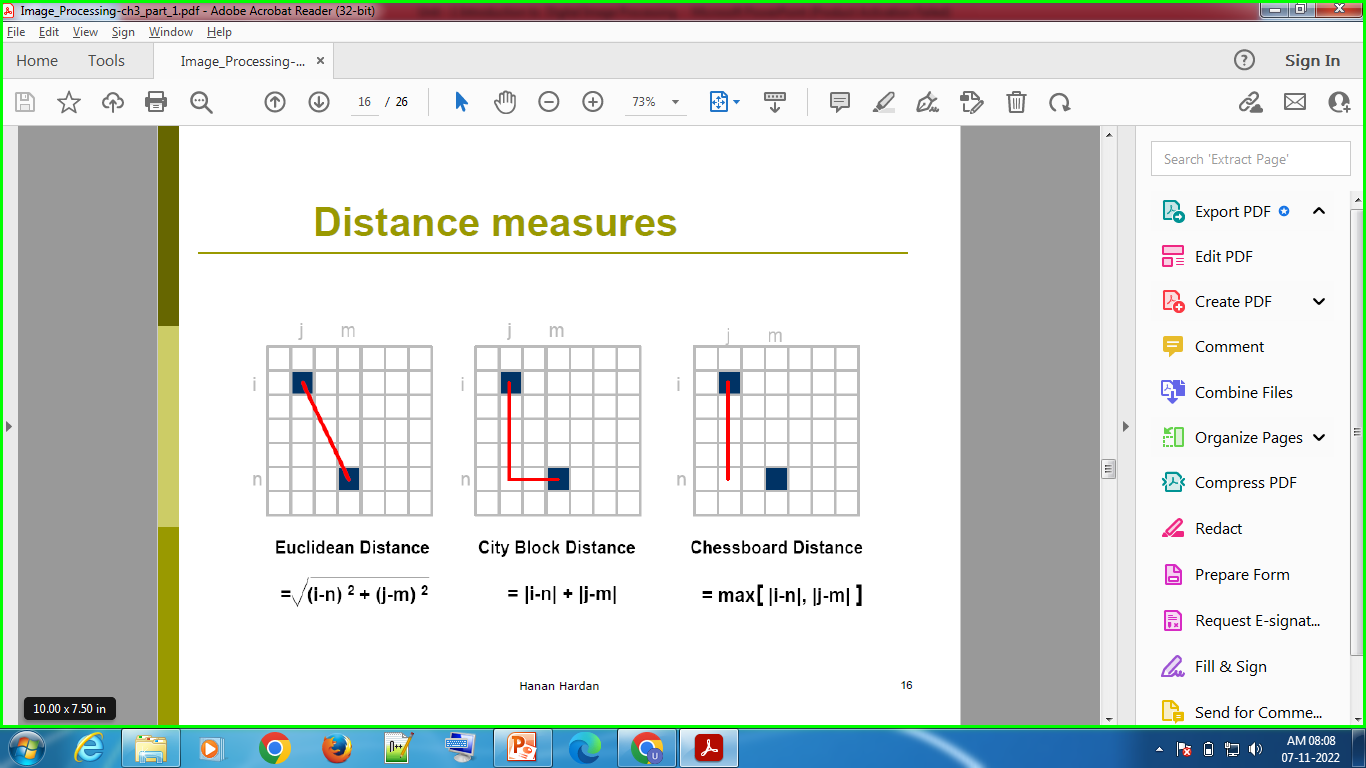 Image_Processing-ch3_part_1.pdf - Adobe Acrobat Reader (32-bit)
File Edit View Sign Window Help
Home Tools Image_Processing-... × ? Sign In
16 / 26 73%
Search 'Extract Page'
Export PDF
Edit PDF
Create PDF
Comment
Combine Files
Organize Pages
Compress PDF
Redact
Prepare Form
Request E-signat...
Fill & Sign
Send for Comme...
Distance measures
j m j m j m
i i i
n n n
Euclidean Distance City Block Distance Chessboard Distance
=√(i-n) ² + (j-m) ² = |i-n| + |j-m| = max[ |i-n|, |j-m| ]
Hanan Hardan 16
10.00 x 7.50 in
AM 08:08
07-11-2022